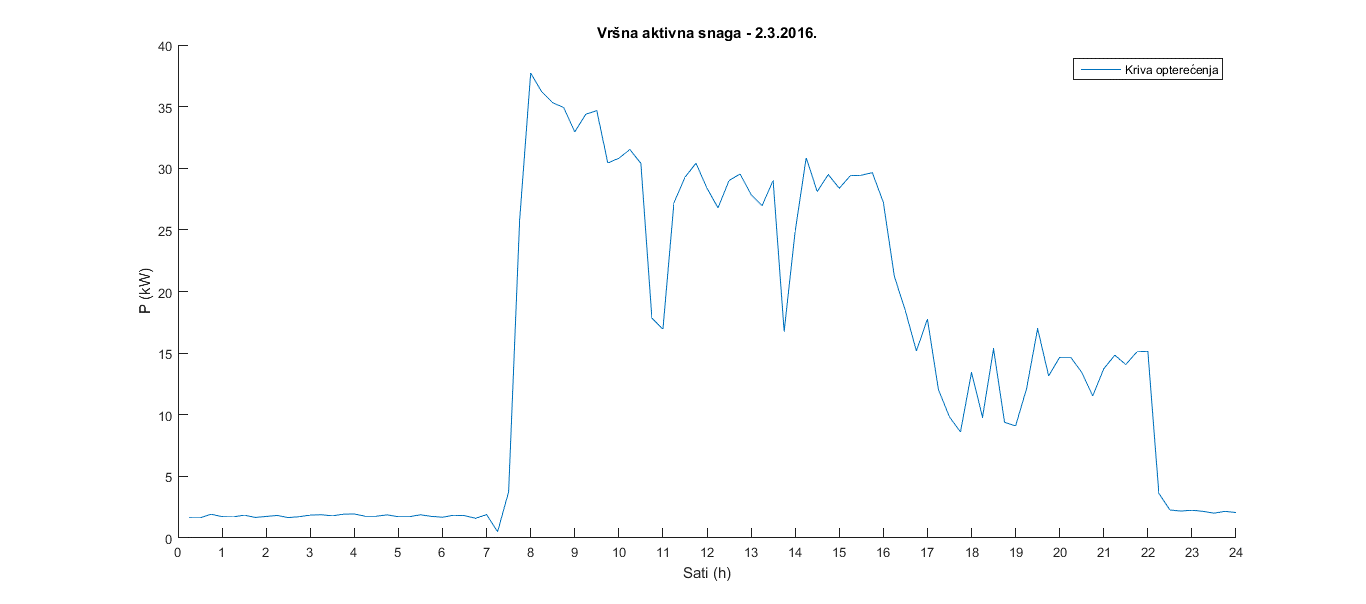 Vršna aktivna snaga - 2.3.2016.
Kriva opterećenja
40
35
30
25
20
15
10
5
0
P (kW)
0 1 2 3 4 5 6 7 8 9 10 11 12 13 14 15 16 17 18 19 20 21 22 23 24
Sati (h)